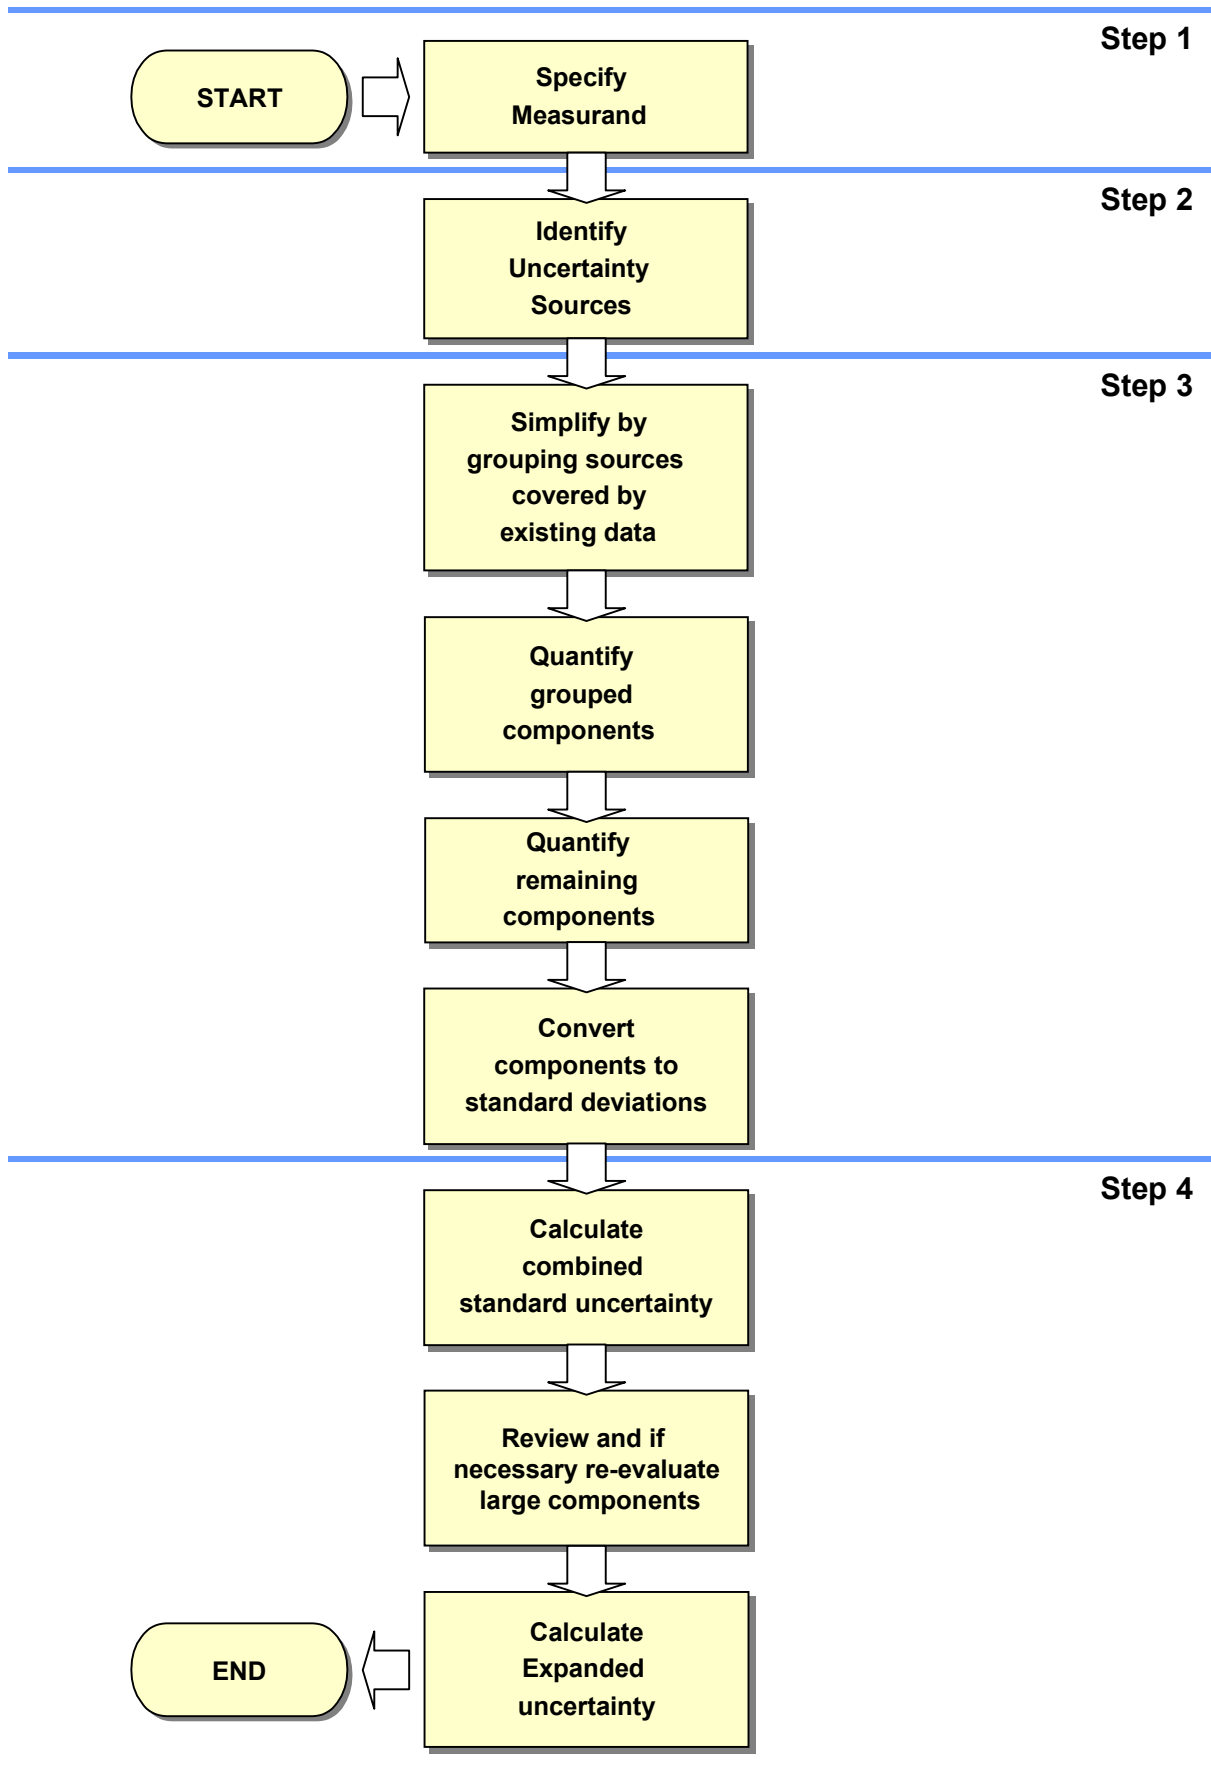 Step 1
START
Specify
Measurand
Step 2
Identify
Uncertainty
Sources
Step 3
Simplify by
grouping sources
covered by
existing data
Quantify
grouped
components
Quantify
remaining
components
Convert
components to
standard deviations
Step 4
Calculate
combined
standard uncertainty
Review and if
necessary re-evaluate
large components
Calculate
Expanded
uncertainty
END